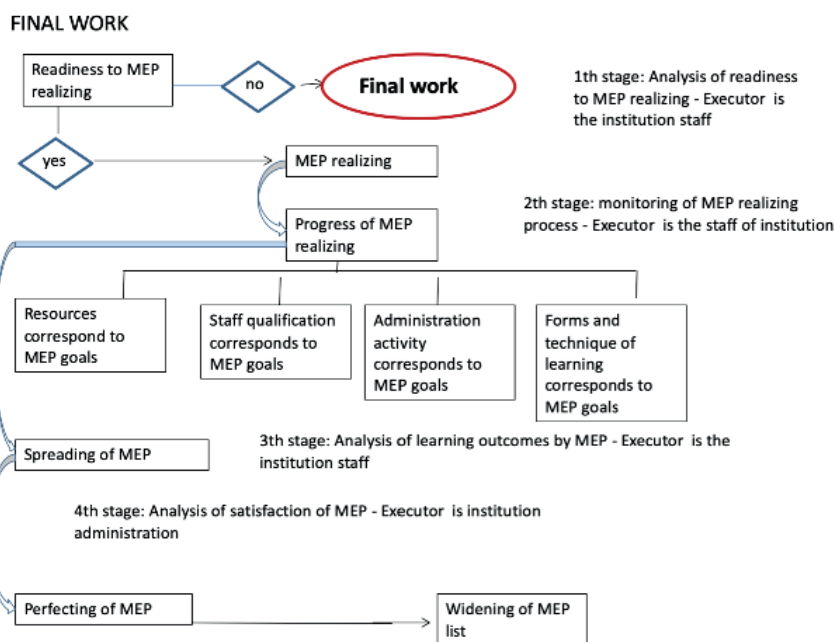 FINAL WORK
Readiness to MEP
realizing
no
Final work
1th stage: Analysis of readiness
to MEP realizing - Executor is
the institution staff
yes
MEP realizing
2th stage: monitoring of MEP realizing
process - Executor is the staff of institution
Progress of MEP
realizing
Resources
correspond to
MEP goals
Staff qualification
corresponds to
MEP goals
Administration
activity
corresponds to
MEP goals
Forms and
technique of
learning
corresponds to
MEP goals
3th stage: Analysis of learning outcomes by MEP - Executor is the
institution staff
Spreading of MEP
4th stage: Analysis of satisfaction of MEP - Executor is institution
administration
Perfecting of MEP
Widening of MEP
list